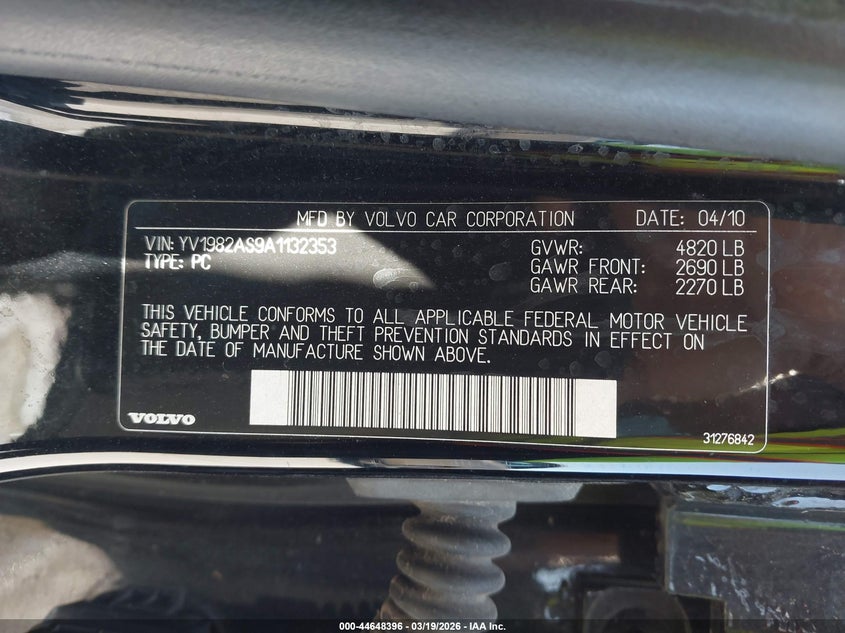 MFD BY VOLVO CAR CORPORATION DATE: 04/10
VIN: YV1982AS9A1132353 GVWR: 4820 LB
TYPE: PC GAWR FRONT: 2690 LB
GAWR REAR: 2270 LB
THIS VEHICLE CONFORMS TO ALL APPLICABLE FEDERAL MOTOR VEHICLE
SAFETY, BUMPER AND THEFT PREVENTION STANDARDS IN EFFECT ON
THE DATE OF MANUFACTURE SHOWN ABOVE.
VOLVO 31276842
000-44648396 - 03/19/2026 - IAA Inc.